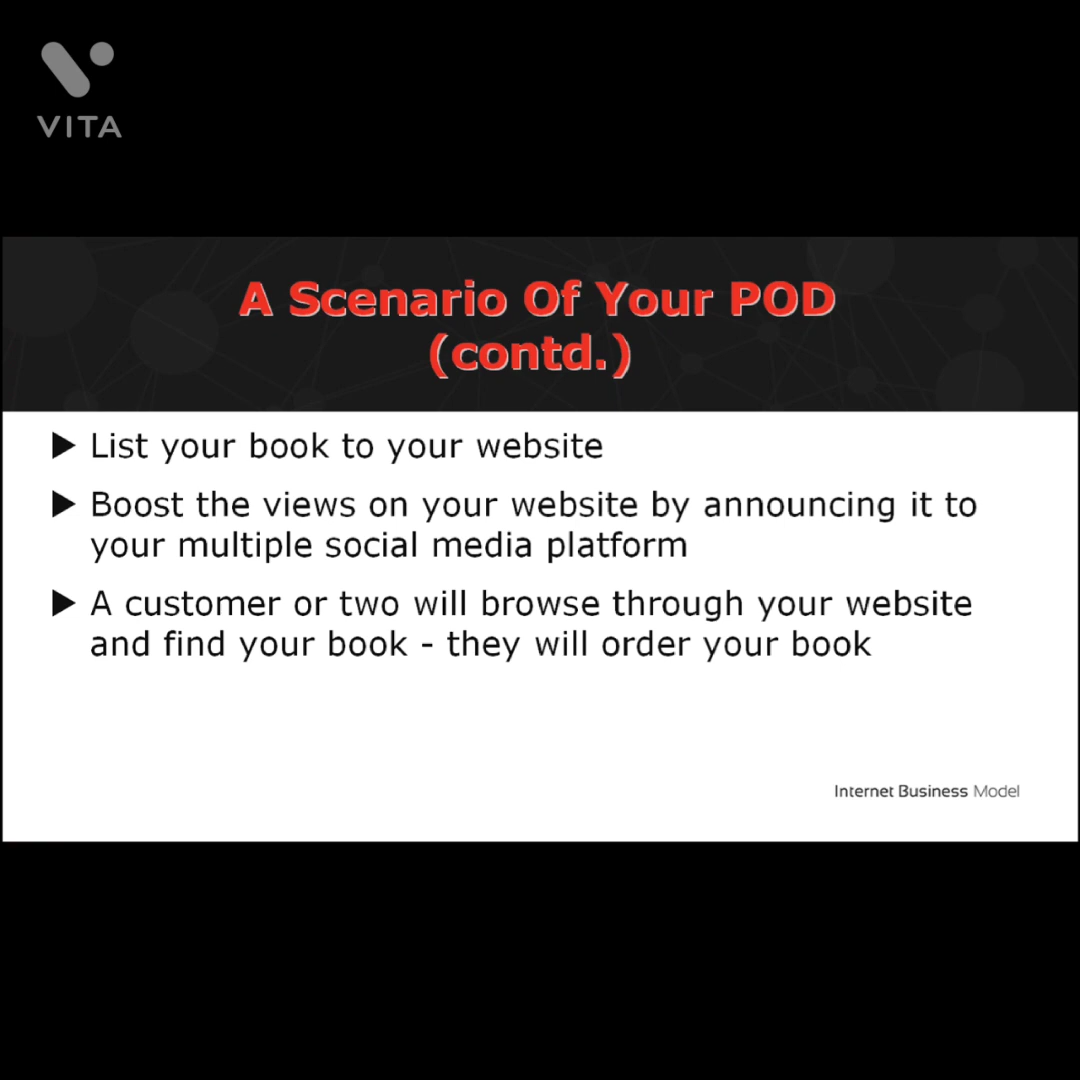 VITA
A Scenario Of Your POD
(contd.)
List your book to your website
Boost the views on your website by announcing it to
your multiple social media platform
A customer or two will browse through your website
and find your book - they will order your book
Internet Business Model